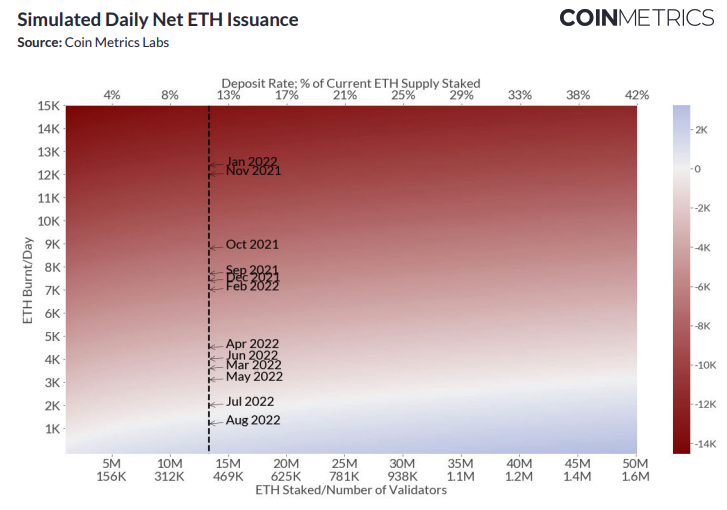 Simulated Daily Net ETH Issuance
COINMETRICS
Source: Coin Metrics Labs
Deposit Rate; % of Current ETH Supply Staked
4% 8% 13% 17% 21% 25% 29% 33% 38% 42%
15K
14K
13K
12K
11K
10K
9K
8K
7K
6K
5K
4K
3K
2K
1K
ETH Burnt/Day
Jan 2022
Nov 2021
Oct 2021
Sep 2021
Dec 2021
Feb 2022
Apr 2022
Jun 2022
Mar 2022
May 2022
Jul 2022
Aug 2022
2K
0
-2K
-4K
-6K
-8K
-10K
-12K
-14K
5M 10M 15M 20M 25M 30M 35M 40M 45M 50M
156K 312K 469K 625K 781K 938K 1.1M 1.2M 1.4M 1.6M
ETH Staked/Number of Validators